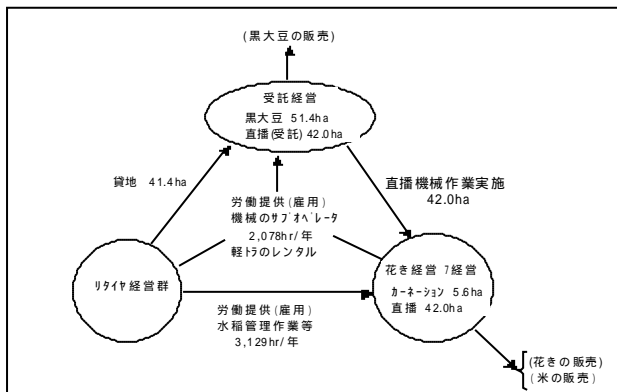 (黒大豆の販売)
受託経営
黒大豆 51.4ha
直播(受託) 42.0ha
貸地 41.4ha
労働提供(雇用)
機械のｻﾌﾞｵﾍﾟﾚｰﾀ
2,078hr/年
軽ﾄﾗのレンタル
直播機械作業実施
42.0ha
ﾘﾀｲﾔ経営群
花き経営 7経営
ｶｰﾈｰｼｮﾝ 5.6ha
直播 42.0ha
労働提供(雇用)
水稲管理作業等
3,129hr/年
(花きの販売)
(米の販売)